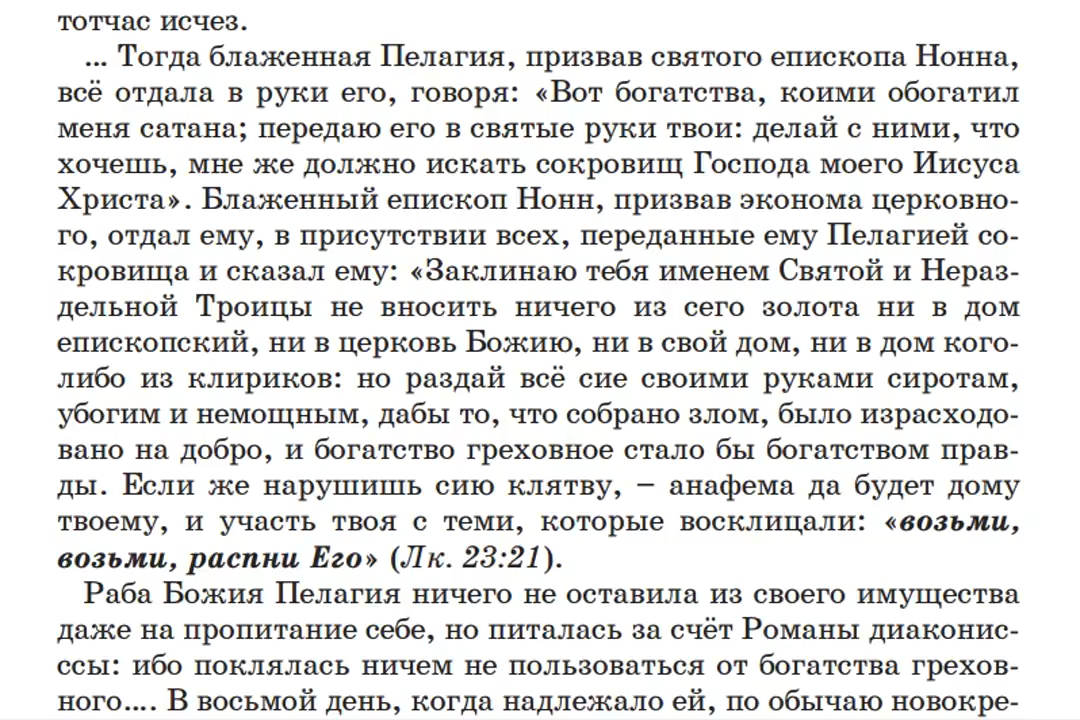 тотчас исчез.
... Тогда блаженная Пелагия, призвав святого епископа Нонна,
всё отдала в руки его, говоря: «Вот богатства, коими обогатил
меня сатана; передаю его в святые руки твои: делай с ними, что
хочешь, мне же должно искать сокровищ Господа моего Иисуса
Христа». Блаженный епископ Нонн, призвав эконома церковно-
го, отдал ему, в присутствии всех, переданные ему Пелагией со-
кровища и сказал ему: «Заклинаю тебя именем Святой и Нераз-
дельной Троицы не вносить ничего из сего золота ни в дом
епископский, ни в церковь Божию, ни в свой дом, ни в дом кого-
либо из клириков: но раздай всё сие своими руками сиротам,
убогим и немощным, дабы то, что собрано злом, было израсходо-
вано на добро, и богатство греховное стало бы богатством прав-
ды. Если же нарушишь сию клятву, – анафема да будет дому
твоему, и участь твоя с теми, которые восклицали: «возьми,
возьми, распни Его» (Лк. 23:21).
Раба Божия Пелагия ничего не оставила из своего имущества
даже на пропитание себе, но питалась за счёт Романы диаконис-
ссы: ибо поклялась ничем не пользоваться от богатства грехов-
ного.... В восьмой день, когда надлежало ей, по обычаю новокре-